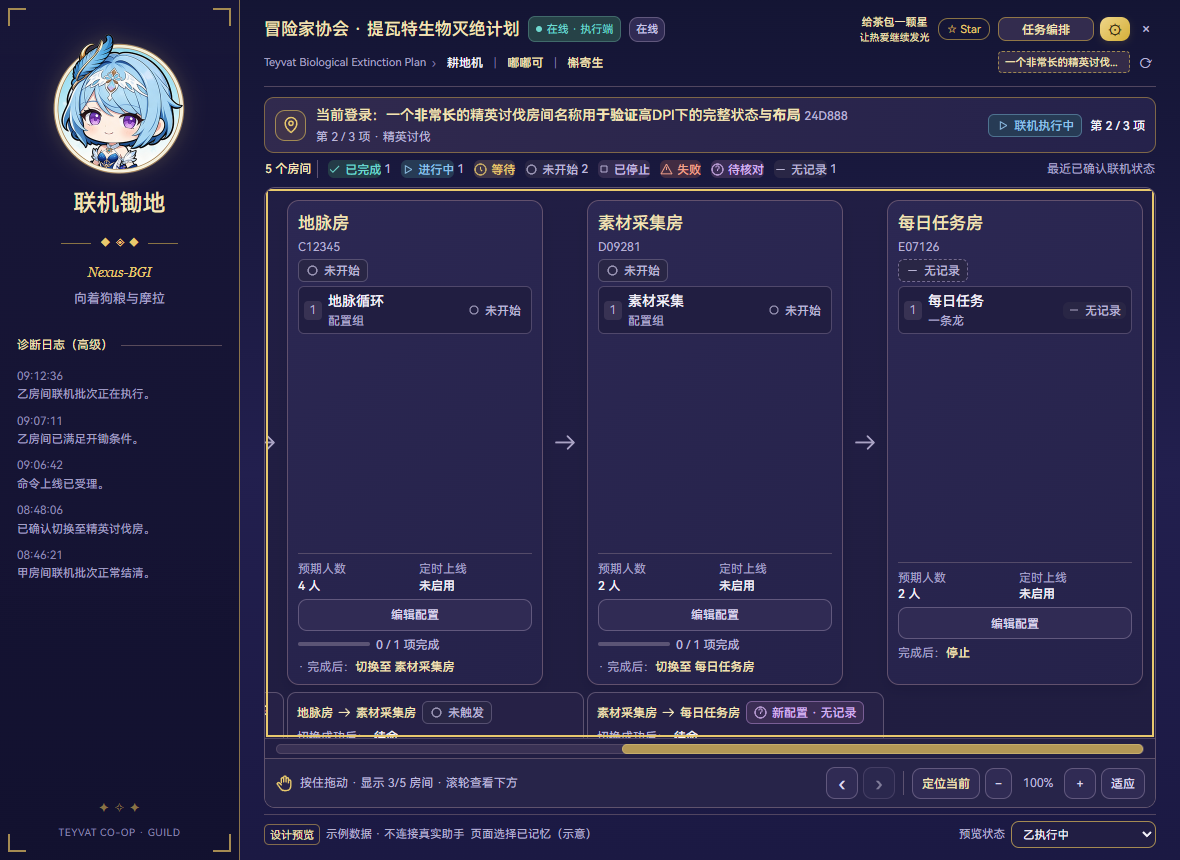 联机锄地
Nexus-BGI
向着狗粮与摩拉
诊断日志（高级）
09:12:36
乙房间联机批次正在执行。
09:07:11
乙房间已满足开锄条件。
09:06:42
命令上线已受理。
08:48:06
已确认切换至精英讨伐房。
08:46:21
甲房间联机批次正常结清。
TEYVAT CO-OP · GUILD
冒险家协会 · 提瓦特生物灭绝计划
在线 · 执行端
在线
给茶包一颗星
让热爱继续发光
☆ Star
任务编排
×
Teyvat Biological Extinction Plan › 耕地机 | 嘟嘟可 | 槲寄生
一个非常长的精英讨伐...
当前登录：一个非常长的精英讨伐房间名称用于验证高DPI下的完整状态与布局 24D888
第 2 / 3 项 · 精英讨伐
联机执行中
第 2 / 3 项
5 个房间
已完成 1
进行中 1
等待
未开始 2
已停止
失败
待核对
无记录 1
最近已确认联机状态
地脉房
C12345
未开始
1
地脉循环
配置组
未开始
预期人数
定时上线
4 人
未启用
编辑配置
0 / 1 项完成
· 完成后： 切换至 素材采集房
素材采集房
D09281
未开始
1
素材采集
配置组
未开始
预期人数
定时上线
2 人
未启用
编辑配置
0 / 1 项完成
· 完成后： 切换至 每日任务房
每日任务房
E07126
无记录
1
每日任务
一条龙
无记录
预期人数
定时上线
2 人
未启用
编辑配置
完成后： 停止
地脉房 → 素材采集房
未触发
切换成功后： 待命
素材采集房 → 每日任务房
新配置 · 无记录
切换成功后： 待命
按住拖动 · 显示 3/5 房间 · 滚轮查看下方
‹
›
定位当前
−
100%
+
适应
设计预览
示例数据 · 不连接真实助手 页面选择已记忆（示意）
预览状态
乙执行中